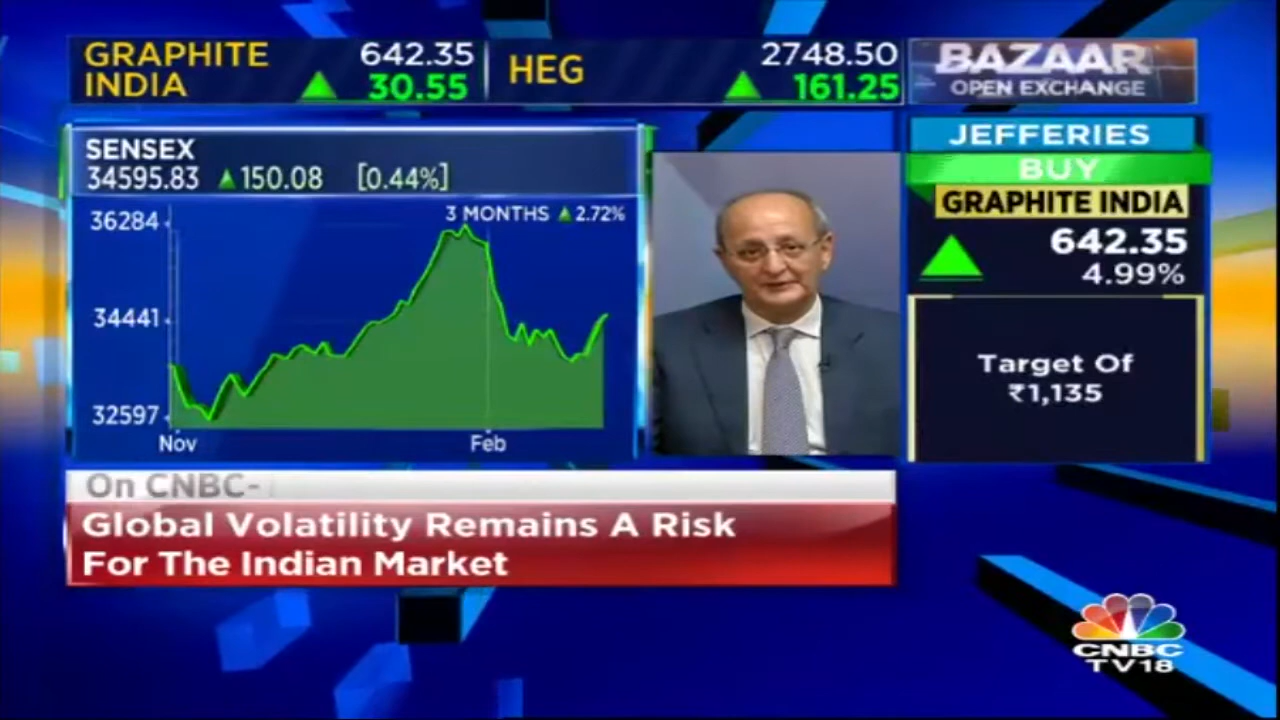 GRAPHITE INDIA 642.35 ▲ 30.55
HEG 2748.50 ▲ 161.25
BAZAAR
OPEN EXCHANGE
SENSEX
34595.83 ▲ 150.08 [0.44%]
3 MONTHS ▲ 2.72%
36284
34441
32597
Nov Feb
JEFFERIES
BUY
GRAPHITE INDIA
642.35
4.99%
Target Of
₹1,135
On CNBC-
Global Volatility Remains A Risk
For The Indian Market
CNBC
TV18